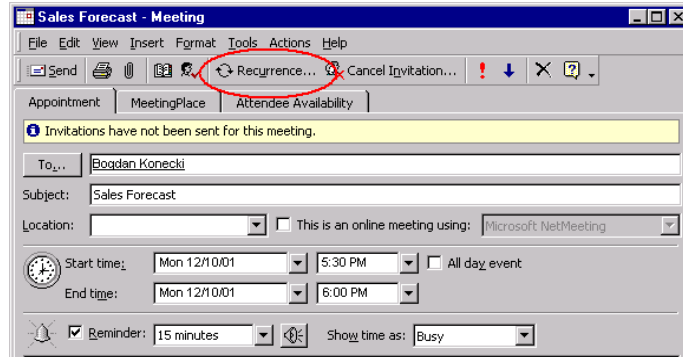 Sales Forecast - Meeting
File Edit View Insert Format Tools Actions Help
Send Recurrence... Cancel Invitation...
Appointment MeetingPlace Attendee Availability
Invitations have not been sent for this meeting.
To... Bogdan Konecki
Subject: Sales Forecast
Location: This is an online meeting using: Microsoft NetMeeting
Start time: Mon 12/10/01 5:30 PM All day event
End time: Mon 12/10/01 6:00 PM
Reminder: 15 minutes Show time as: Busy